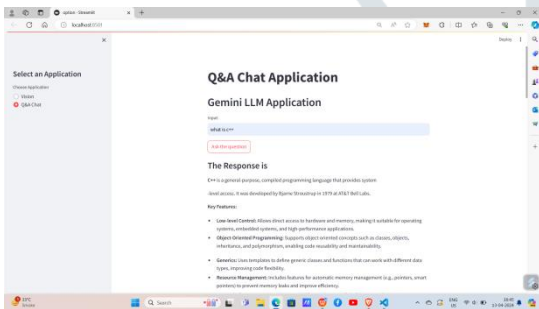 option · Streamlit
localhost:8501
Deploy
Select an Application
Choose Application
Vision
Q&A Chat
Q&A Chat Application
Gemini LLM Application
Input:
what is c++
Ask the question
The Response is
C++ is a general-purpose, compiled programming language that provides system
-level access. It was developed by Bjarne Stroustrup in 1979 at AT&T Bell Labs.
Key Features:
Low-level Control: Allows direct access to hardware and memory, making it suitable for operating
systems, embedded systems, and high-performance applications.
Object-Oriented Programming: Supports object-oriented concepts such as classes, objects,
inheritance, and polymorphism, enabling code reusability and maintainability.
Generics: Uses templates to define generic classes and functions that can work with different data
types, improving code flexibility.
Resource Management: Includes features for automatic memory management (e.g., pointers, smart
pointers) to prevent memory leaks and improve efficiency.
Search
ENG